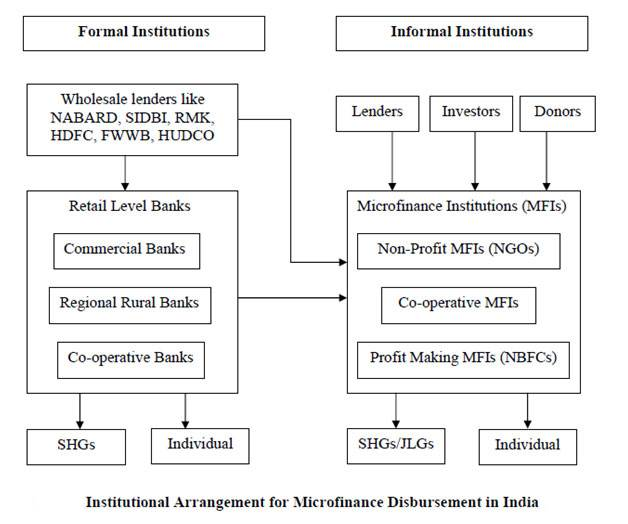 Formal Institutions
Informal Institutions
Wholesale lenders like
NABARD, SIDBI, RMK,
HDFC, FWWB, HUDCO
Lenders
Investors
Donors
Retail Level Banks
Commercial Banks
Regional Rural Banks
Co-operative Banks
Microfinance Institutions (MFIs)
Non-Profit MFIs (NGOs)
Co-operative MFIs
Profit Making MFIs (NBFCs)
SHGs
Individual
SHGs/JLGs
Individual
Institutional Arrangement for Microfinance Disbursement in India